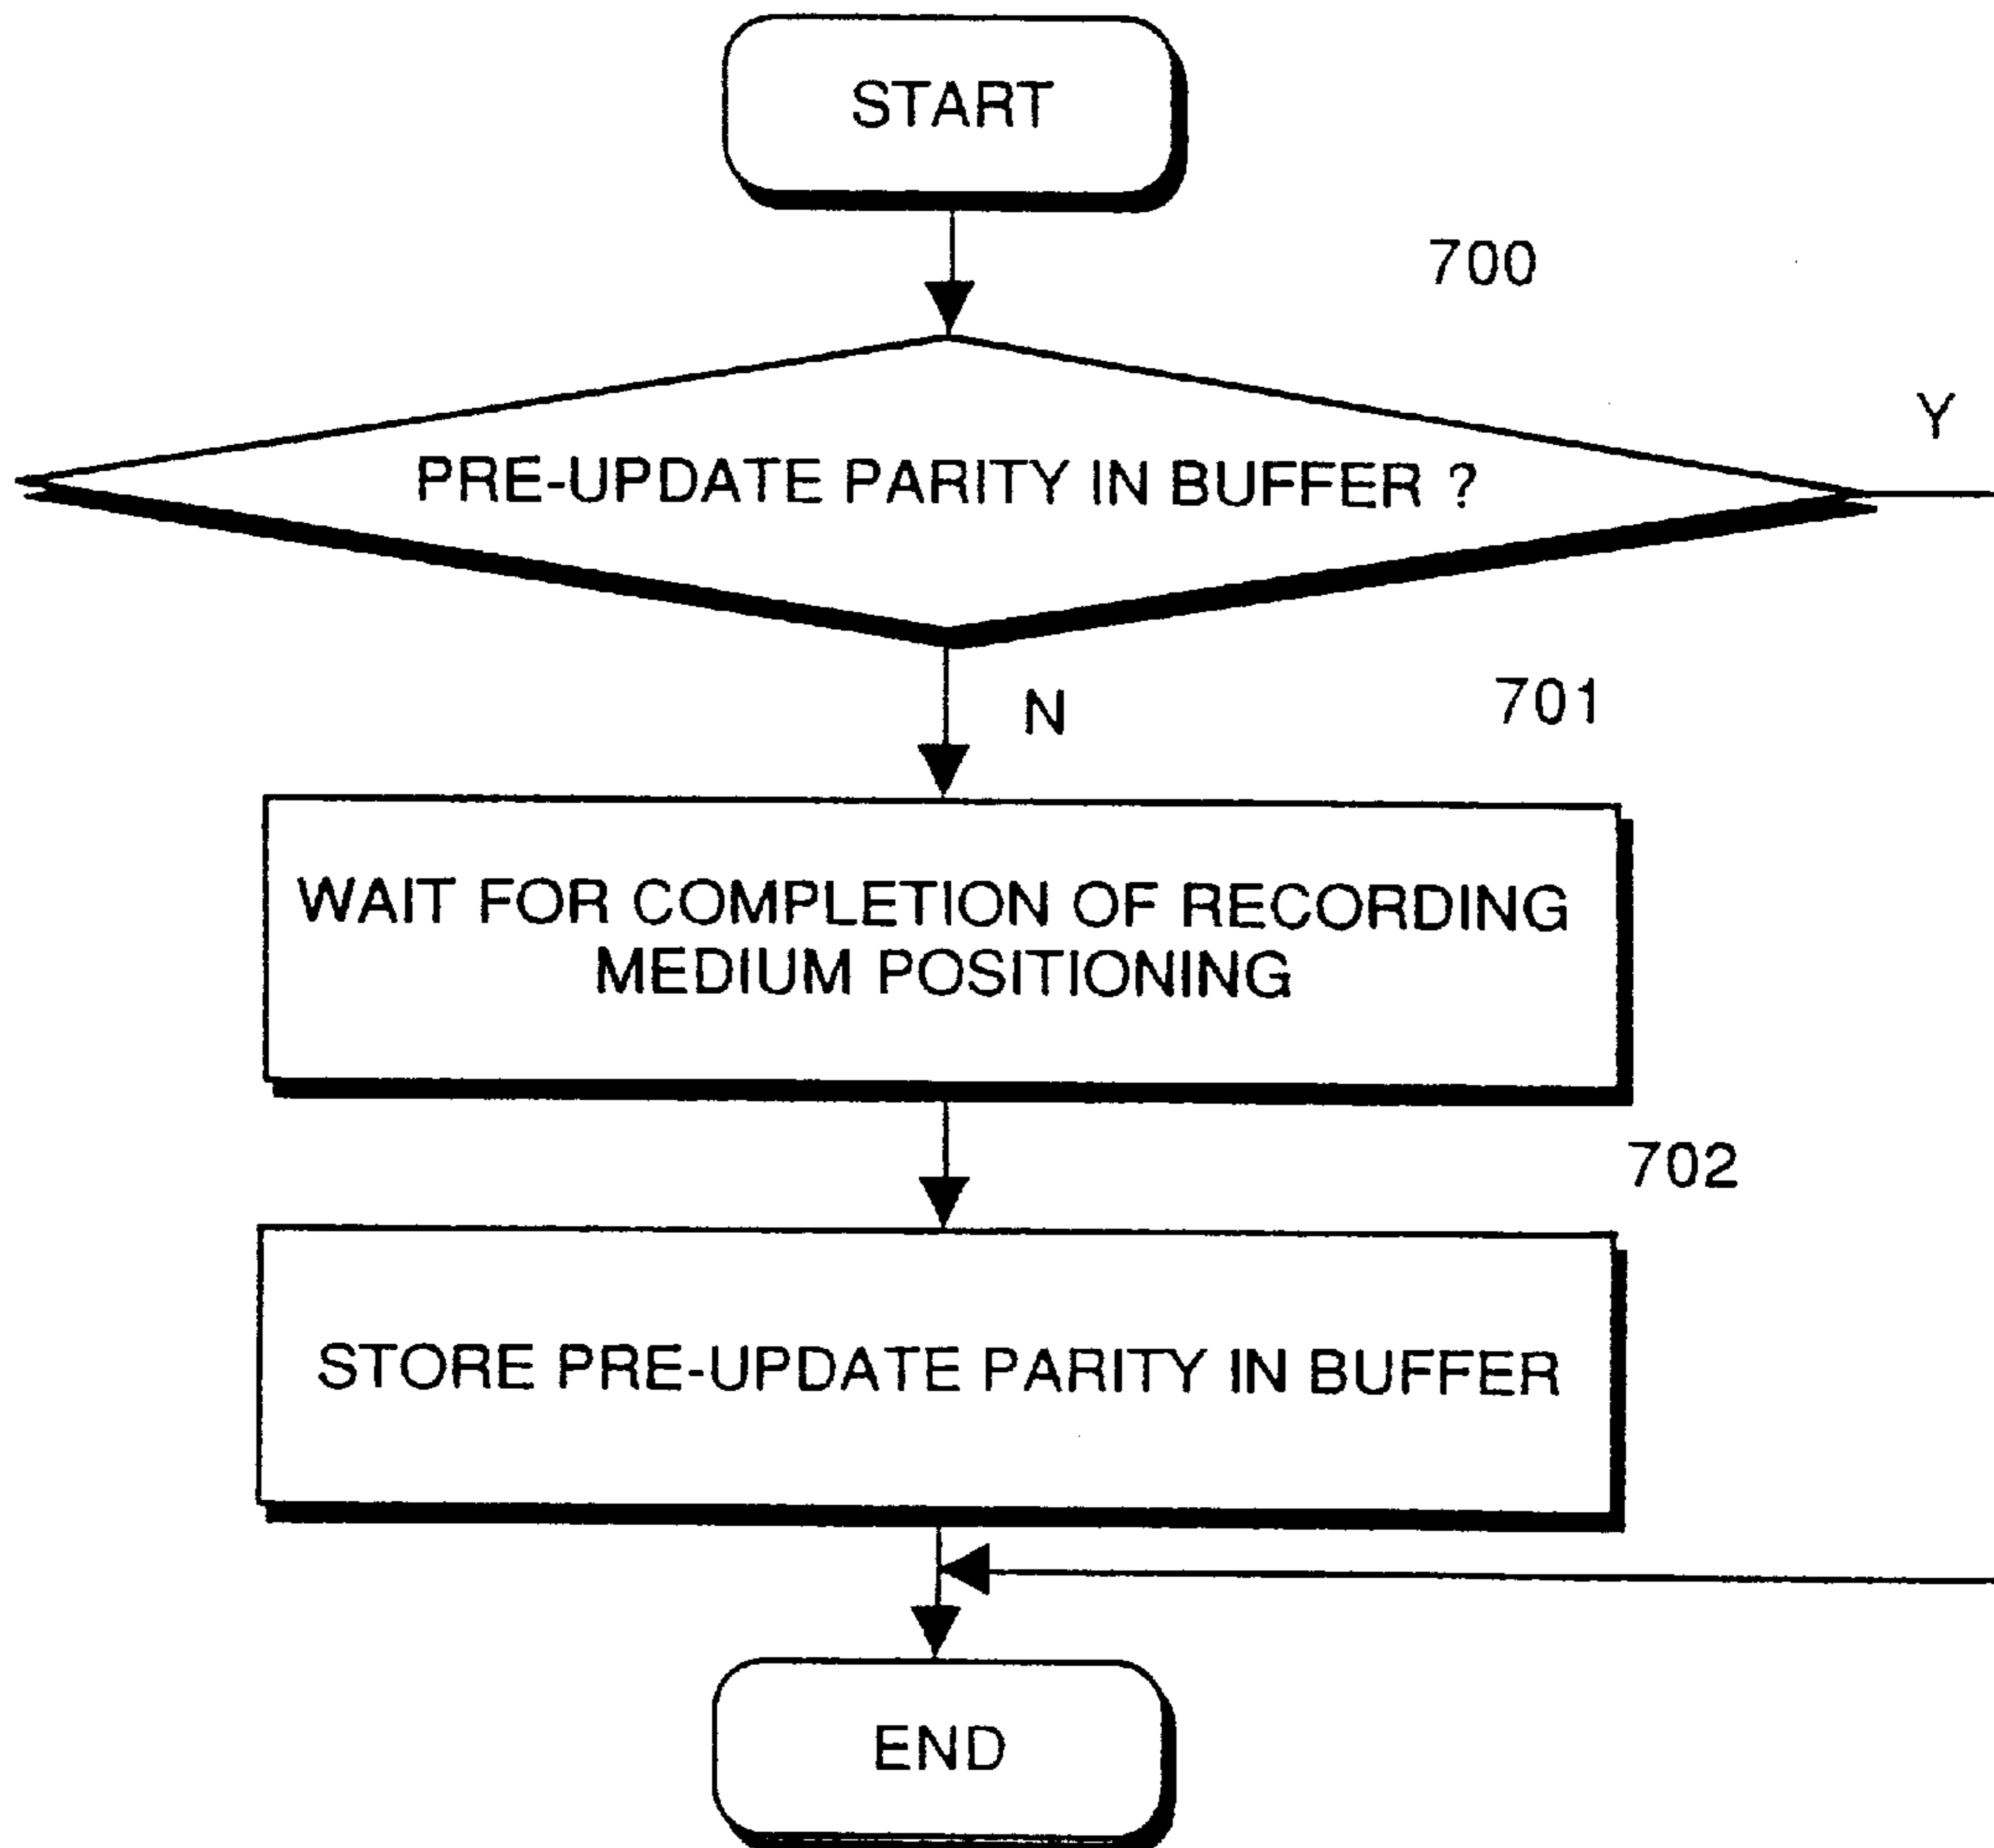 START
700
Y
PRE-UPDATE PARITY IN BUFFER ?
N
701
WAIT FOR COMPLETION OF RECORDING
MEDIUM POSITIONING
702
STORE PRE-UPDATE PARITY IN BUFFER
END